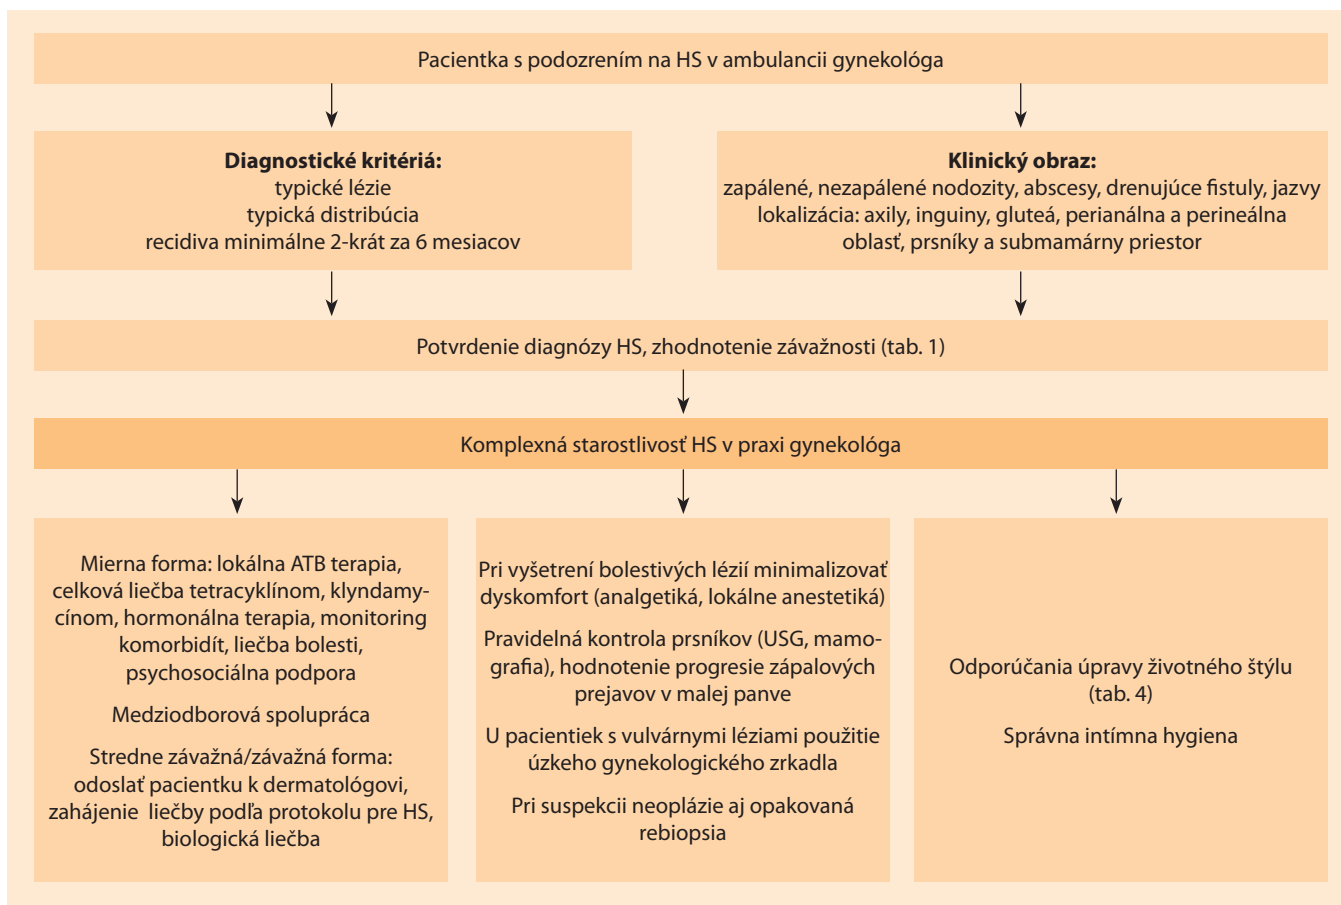 Pacientka s podozrením na HS v ambulancii gynekológa
Diagnostické kritériá:
typické lézie
typická distribúcia
recidiva minimálne 2-krát za 6 mesiacov
Klinický obraz:
zapálené, nezapálené nodozity, abscesy, drenujúce fistuly, jazvy
lokalizácia: axily, inguiny, gluteá, perianálna a perineálna
oblasť, prsníky a submamárny priestor
Potvrdenie diagnózy HS, zhodnotenie závažnosti (tab. 1)
Komplexná starostlivosť HS v praxi gynekológa
Mierna forma: lokálna ATB terapia,
celková liečba tetracyklínom, klyndamy-
cínom, hormonálna terapia, monitoring
komorbidít, liečba bolesti,
psychosociálna podpora
Medziodborová spolupráca
Stredne závažná/závažná forma:
odoslať pacientku k dermatológovi,
zahájenie liečby podľa protokolu pre HS,
biologická liečba
Pri vyšetrení bolestivých lézií minimalizovať
dyskomfort (analgetiká, lokálne anestetiká)
Pravidelná kontrola prsníkov (USG, mamo-
grafia), hodnotenie progresie zápalových
prejavov v malej panve
U pacientiek s vulvárnymi léziami použitie
úzkeho gynekologického zrkadla
Pri suspekcii neoplázie aj opakovaná
rebiopsia
Odporúčania úpravy životného štýlu
(tab. 4)
Správna intímna hygiena